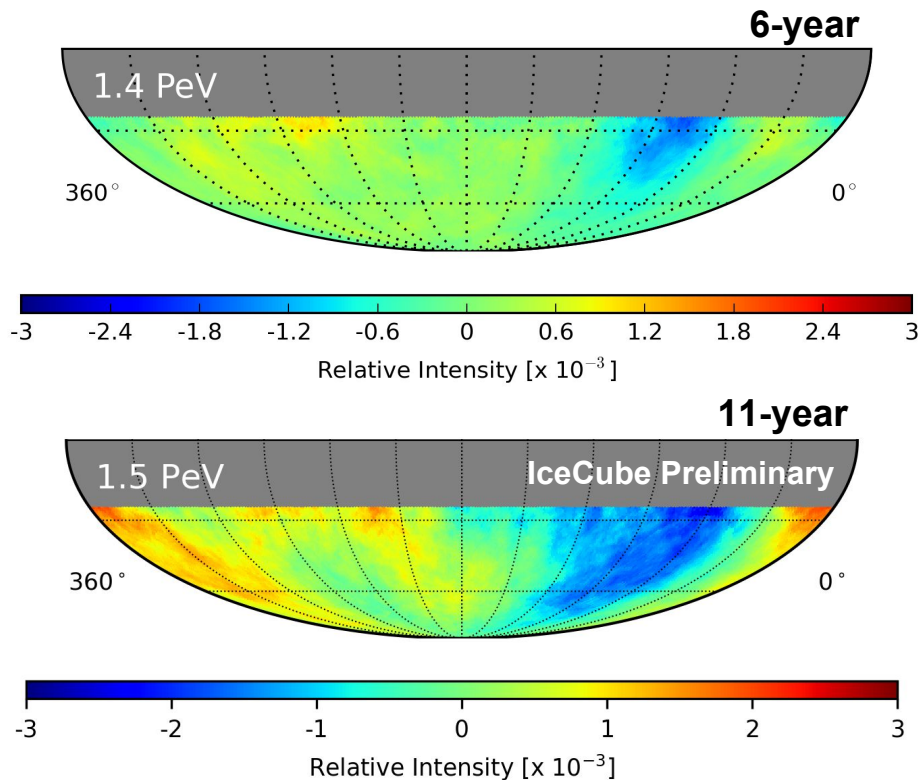 6-year
1.4 PeV
360° 0°
-3 -2.4 -1.8 -1.2 -0.6 0 0.6 1.2 1.8 2.4 3
Relative Intensity [x 10⁻³]
11-year
1.5 PeV IceCube Preliminary
360° 0°
-3 -2 -1 0 1 2 3
Relative Intensity [x 10⁻³]